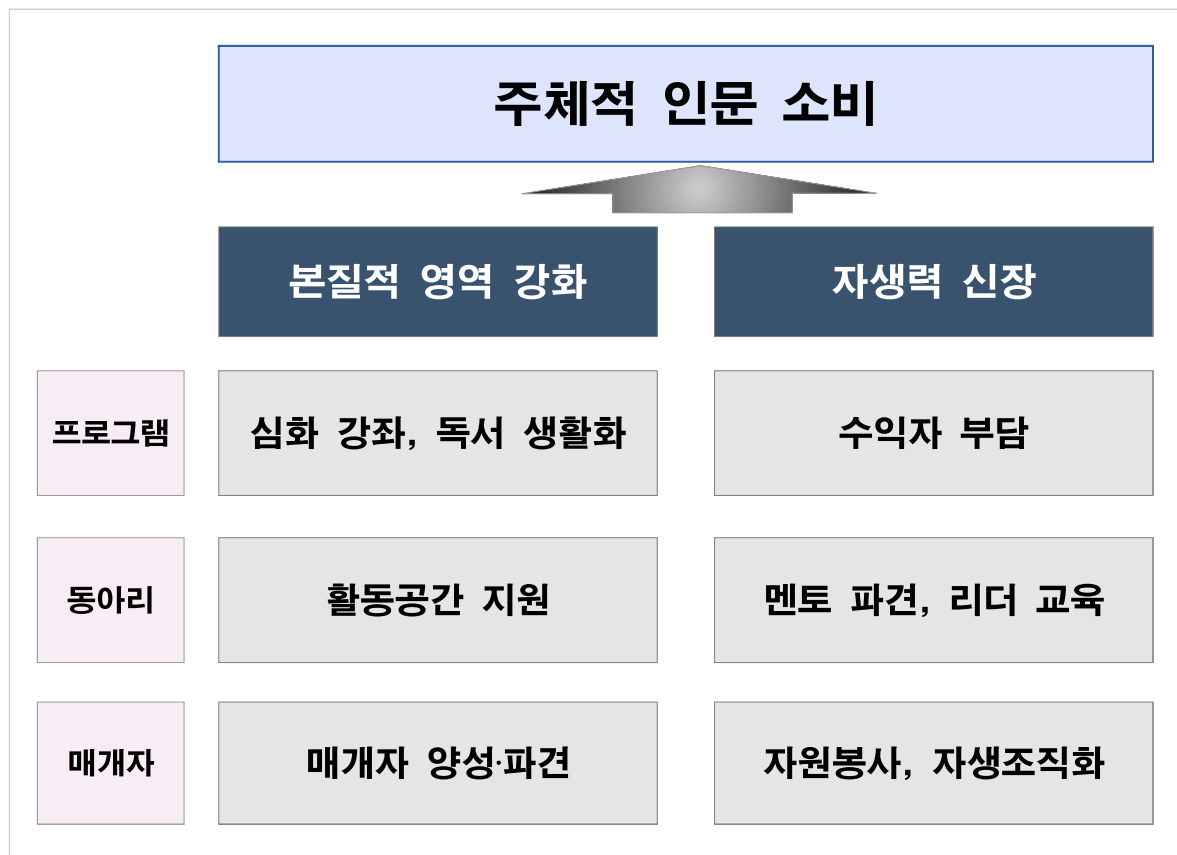 주체적 인문 소비
본질적 영역 강화
자생력 신장
프로그램
심화 강좌, 독서 생활화
수익자 부담
동아리
활동공간 지원
멘토 파견, 리더 교육
매개자
매개자 양성·파견
자원봉사, 자생조직화